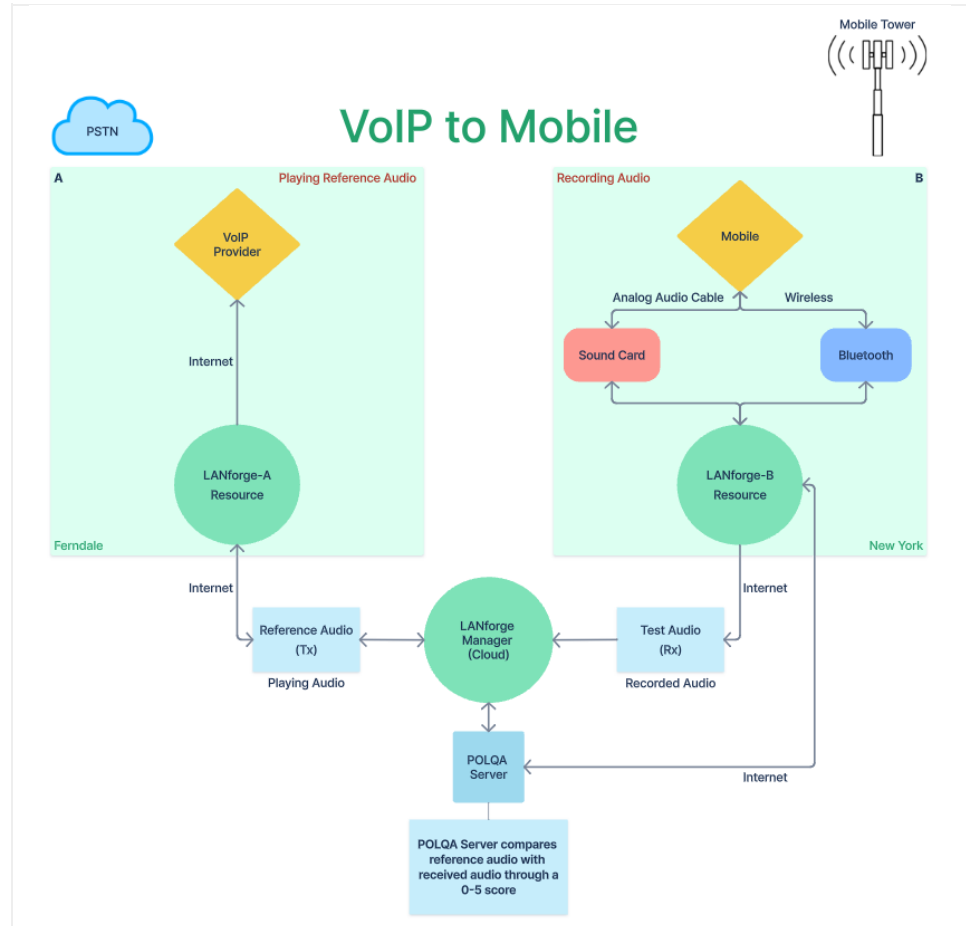 Mobile Tower
PSTN
VoIP to Mobile
A
Playing Reference Audio
Recording Audio
B
VoIP
Provider
Mobile
Analog Audio Cable
Wireless
Internet
Sound Card
Bluetooth
LANforge-A
Resource
LANforge-B
Resource
Ferndale
New York
Internet
Internet
Reference Audio
(Tx)
LANforge
Manager
(Cloud)
Test Audio
(Rx)
Playing Audio
Recorded Audio
POLQA
Server
Internet
POLQA Server compares
reference audio with
received audio through a
0-5 score